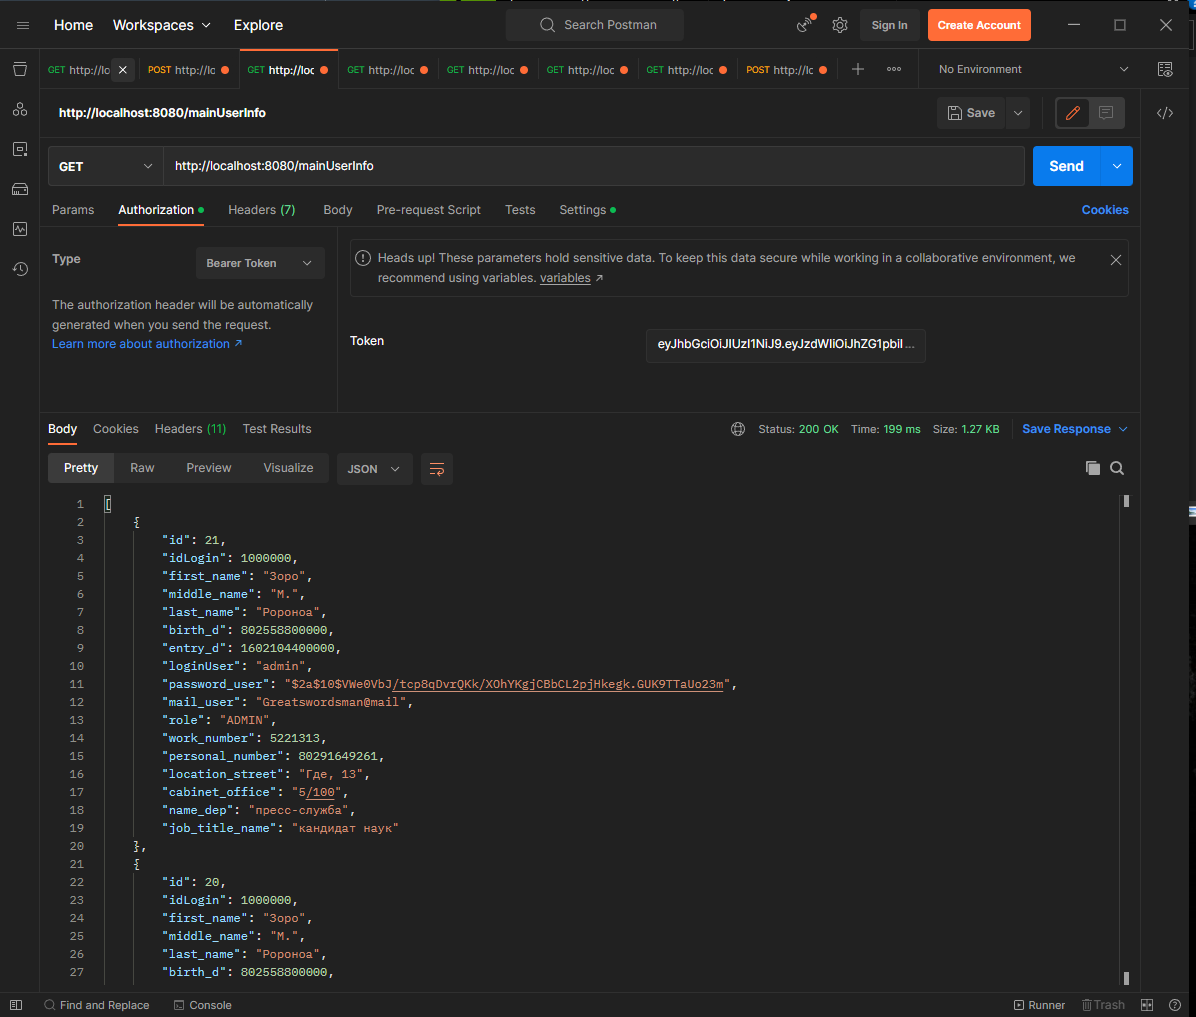 Home Workspaces Explore Search Postman Sign In Create Account
GET http://lo POST http://lc GET http://loc GET http://loc GET http://loc GET http://loc GET http://loc POST http://lc No Environment
http://localhost:8080/mainUserInfo Save
GET http://localhost:8080/mainUserInfo Send
Params Authorization Headers (7) Body Pre-request Script Tests Settings Cookies
Type Bearer Token
The authorization header will be automatically
generated when you send the request.
Learn more about authorization ↗
Heads up! These parameters hold sensitive data. To keep this data secure while working in a collaborative environment, we
recommend using variables. variables ↗
Token eyJhbGciOiJIUzI1NiJ9.eyJzdWIiOiJhZG1pbiI ...
Body Cookies Headers (11) Test Results Status: 200 OK Time: 199 ms Size: 1.27 KB Save Response
Pretty Raw Preview Visualize JSON
1 [
2 {
3 "id": 21,
4 "idLogin": 1000000,
5 "first_name": "Зоро",
6 "middle_name": "М.",
7 "last_name": "Ророноа",
8 "birth_d": 802558800000,
9 "entry_d": 1602104400000,
10 "loginUser": "admin",
11 "password_user": "$2a$10$VWe0VbJ/tcp8qDvrQKk/XOhYKgjCBbCL2pjHkegk.GUK9TTaUo23m",
12 "mail_user": "Greatswordsman@mail",
13 "role": "ADMIN",
14 "work_number": 5221313,
15 "personal_number": 80291649261,
16 "location_street": "Где, 13",
17 "cabinet_office": "5/100",
18 "name_dep": "пресс-служба",
19 "job_title_name": "кандидат наук"
20 },
21 {
22 "id": 20,
23 "idLogin": 1000000,
24 "first_name": "Зоро",
25 "middle_name": "М.",
26 "last_name": "Ророноа",
27 "birth_d": 802558800000,
Find and Replace Console Runner Trash